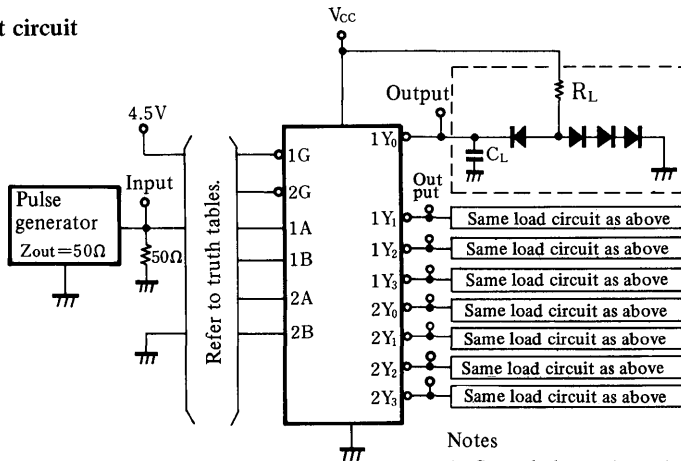 t circuit
VCC
4.5V
Output
RL
1Y0
CL
1G
2G
1A
1B
2A
2B
Input
Pulse
generator
Zout=50Ω
50Ω
Refer to truth tables.
Out
put
1Y1 Same load circuit as above
1Y2 Same load circuit as above
1Y3 Same load circuit as above
2Y0 Same load circuit as above
2Y1 Same load circuit as above
2Y2 Same load circuit as above
2Y3 Same load circuit as above
Notes